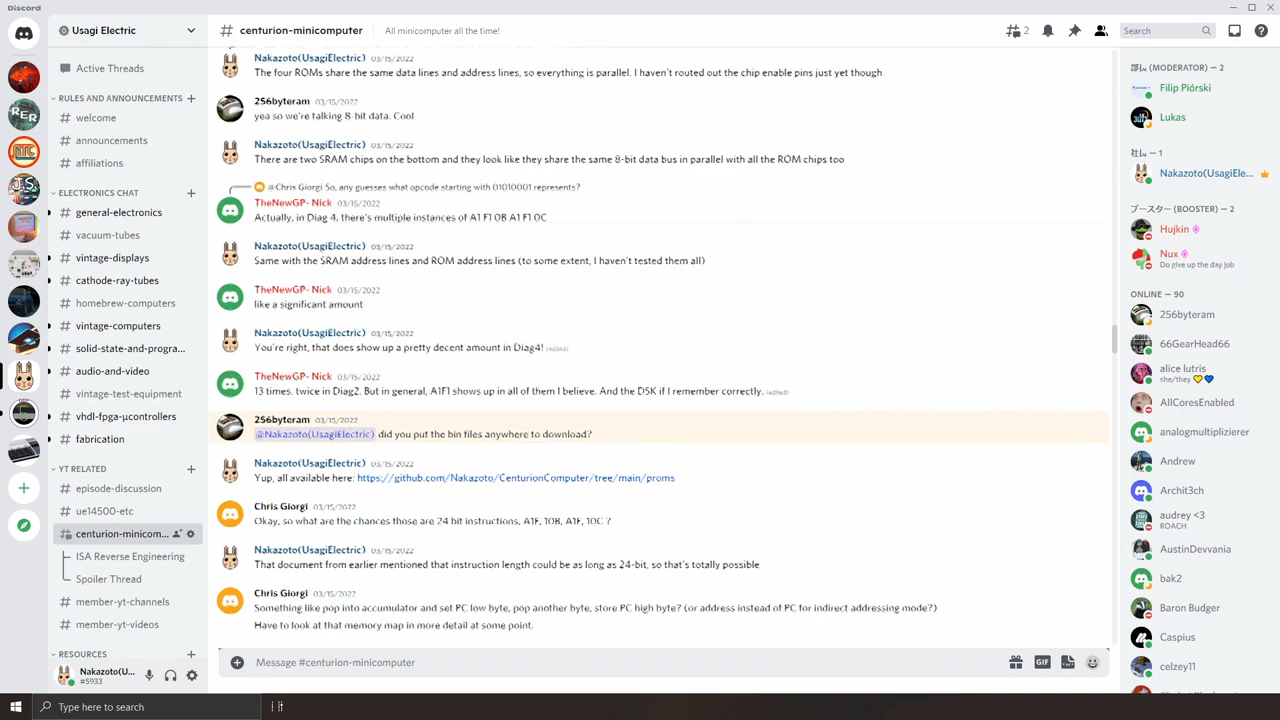 Discord
Usagi Electric
# centurion-minicomputer
All minicomputer all the time!
2
Search
Active Threads
RULES AND ANNOUNCEMENTS
# welcome
# announcements
# affiliations
ELECTRONICS CHAT
# general-electronics
# vacuum-tubes
# vintage-displays
# cathode-ray-tubes
# homebrew-computers
# vintage-computers
# solid-state-and-progra...
# audio-and-video
# vintage-test-equipment
# vhdl-fpga-µcontrollers
# fabrication
YT RELATED
# episode-discussion
# ue14500-etc
centurion-minicom...
ISA Reverse Engineering
Spoiler Thread
# member-yt-channels
# member-yt-videos
RESOURCES
Nakazoto(U...
#5933
Nakazoto(UsagiElectric) 03/15/2022
The four ROMs share the same data lines and address lines, so everything is parallel. I haven't routed out the chip enable pins just yet though
256byteram 03/15/2022
yea so we're talking 8-bit data. Cool
Nakazoto(UsagiElectric) 03/15/2022
There are two SRAM chips on the bottom and they look like they share the same 8-bit data bus in parallel with all the ROM chips too
@Chris Giorgi So, any guesses what opcode starting with 01010001 represents?
TheNewGP- Nick 03/15/2022
Actually, in Diag 4, there's multiple instances of A1 F1 0B A1 F1 0C
Nakazoto(UsagiElectric) 03/15/2022
Same with the SRAM address lines and ROM address lines (to some extent, I haven't tested them all)
TheNewGP- Nick 03/15/2022
like a significant amount
Nakazoto(UsagiElectric) 03/15/2022
You're right, that does show up a pretty decent amount in Diag4! (edited)
TheNewGP- Nick 03/15/2022
13 times. twice in Diag2. But in general, A1F1 shows up in all of them I believe. And the DSK if I remember correctly. (edited)
256byteram 03/15/2022
@Nakazoto(UsagiElectric) did you put the bin files anywhere to download?
Nakazoto(UsagiElectric) 03/15/2022
Yup, all available here: https://github.com/Nakazoto/CenturionComputer/tree/main/proms
Chris Giorgi 03/15/2022
Okay, so what are the chances those are 24 bit instructions, A1F, 10B, A1F, 10C ?
Nakazoto(UsagiElectric) 03/15/2022
That document from earlier mentioned that instruction length could be as long as 24-bit, so that's totally possible
Chris Giorgi 03/15/2022
Something like pop into accumulator and set PC low byte, pop another byte, store PC high byte? (or address instead of PC for indirect addressing mode?)
Have to look at that memory map in more detail at some point.
Message #centurion-minicomputer
GIF
部ㇾ (MODERATOR) — 2
Filip Piórski
Lukas
社ㇾ — 1
Nakazoto(UsagiEle...
ブースター (BOOSTER) — 2
Hujkin
Nux
Do give up the day job
ONLINE — 90
256byteram
66GearHead66
alice lutris
she/they 💛💙
AllCoresEnabled
analogmultiplizierer
Andrew
Archit3ch
audrey <3
ROACH
AustinDevvania
bak2
Baron Budger
Caspius
celzey11
Type here to search